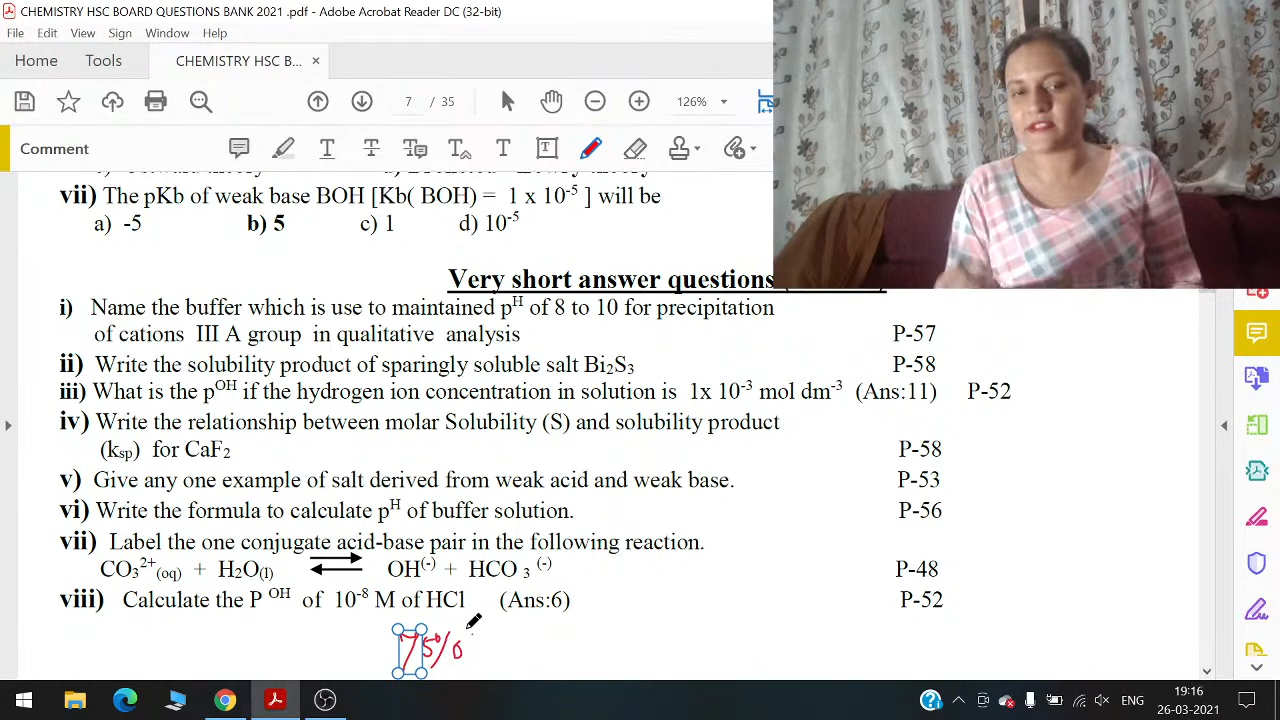 CHEMISTRY HSC BOARD QUESTIONS BANK 2021 .pdf - Adobe Acrobat Reader DC (32-bit)
File Edit View Sign Window Help
Home Tools CHEMISTRY HSC B... ×
7 / 35 126%
Comment
vii) The pKb of weak base BOH [Kb( BOH) = 1 x 10⁻⁵ ] will be
a) -5 b) 5 c) 1 d) 10⁻⁵
Very short answer questions
i) Name the buffer which is use to maintained pᴴ of 8 to 10 for precipitation
of cations III A group in qualitative analysis P-57
ii) Write the solubility product of sparingly soluble salt Bi₂S₃ P-58
iii) What is the pᴼᴴ if the hydrogen ion concentration in solution is 1x 10⁻³ mol dm⁻³ (Ans:11) P-52
iv) Write the relationship between molar Solubility (S) and solubility product
(kₛₚ) for CaF₂ P-58
v) Give any one example of salt derived from weak acid and weak base. P-53
vi) Write the formula to calculate pᴴ of buffer solution. P-56
vii) Label the one conjugate acid-base pair in the following reaction.
CO₃²⁺(oq) + H₂O(l) ⇌ OH⁽⁻⁾ + HCO ₃ ⁽⁻⁾ P-48
viii) Calculate the P ᴼᴴ of 10⁻⁸ M of HCl (Ans:6) P-52
ENG
19:16
26-03-2021